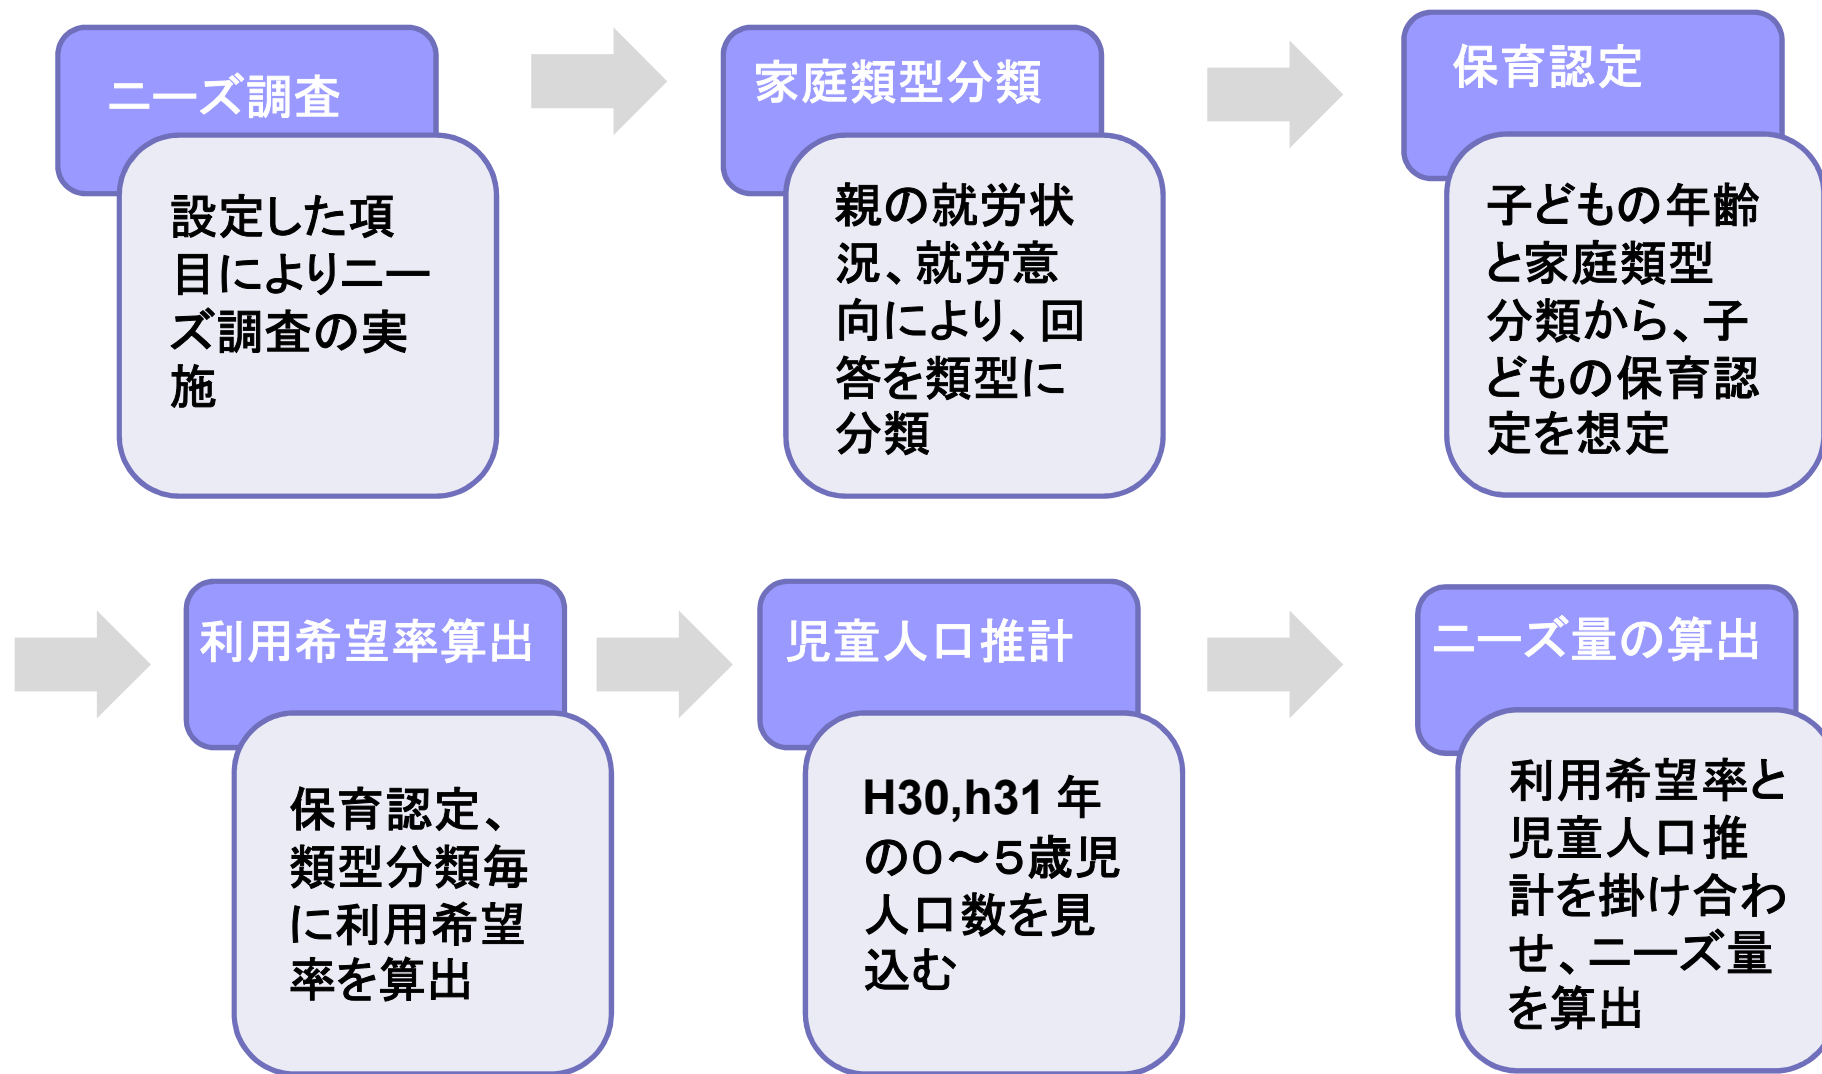 ニーズ調査
設定した項
目によりニー
ズ調査の実
施
家庭類型分類
親の就労状
況、就労意
向により、回
答を類型に
分類
保育認定
子どもの年齢
と家庭類型
分類から、子
どもの保育認
定を想定
利用希望率算出
保育認定、
類型分類毎
に利用希望
率を算出
児童人口推計
H30,h31 年
の０～５歳児
人口数を見
込む
ニーズ量の算出
利用希望率と
児童人口推
計を掛け合わ
せ、ニーズ量
を算出